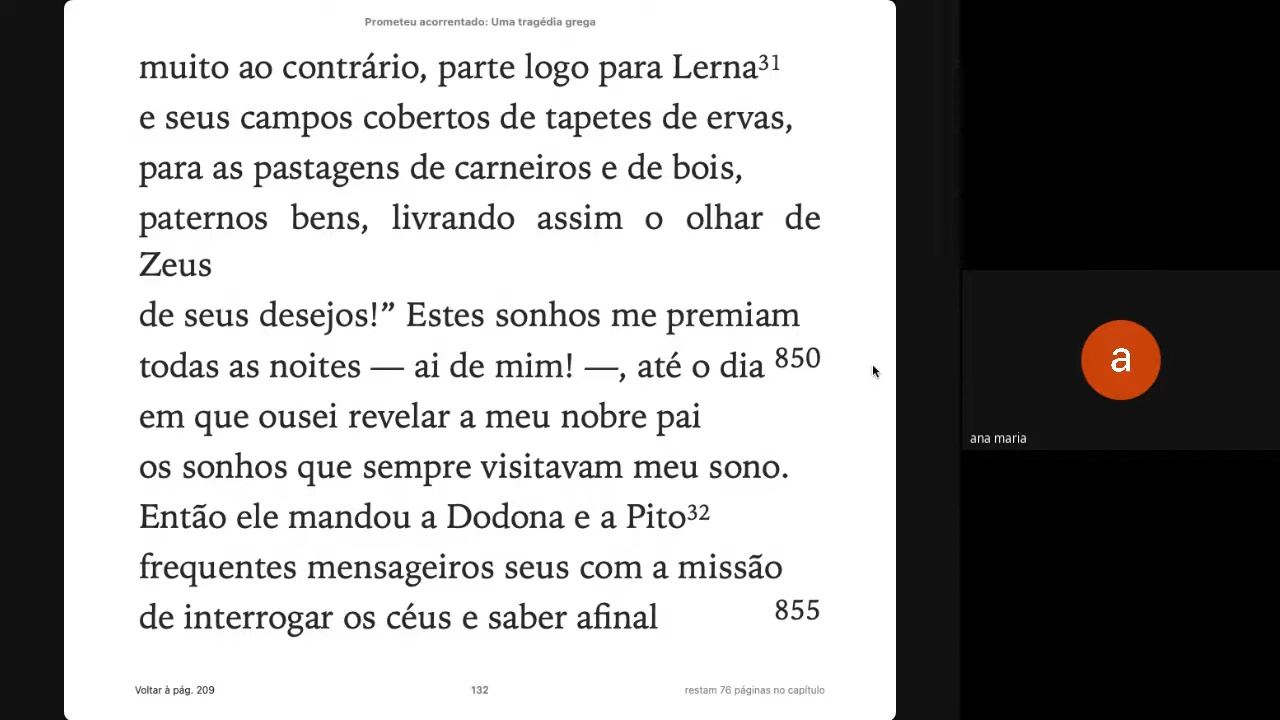 Prometeu acorrentado: Uma tragédia grega
muito ao contrário, parte logo para Lerna31
e seus campos cobertos de tapetes de ervas,
para as pastagens de carneiros e de bois,
paternos bens, livrando assim o olhar de
Zeus
de seus desejos!” Estes sonhos me premiam
todas as noites — ai de mim! —, até o dia 850
em que ousei revelar a meu nobre pai
os sonhos que sempre visitavam meu sono.
Então ele mandou a Dodona e a Pito32
frequentes mensageiros seus com a missão
de interrogar os céus e saber afinal 855
Voltar à pág. 209 132 restam 76 páginas no capítulo
a
ana maria